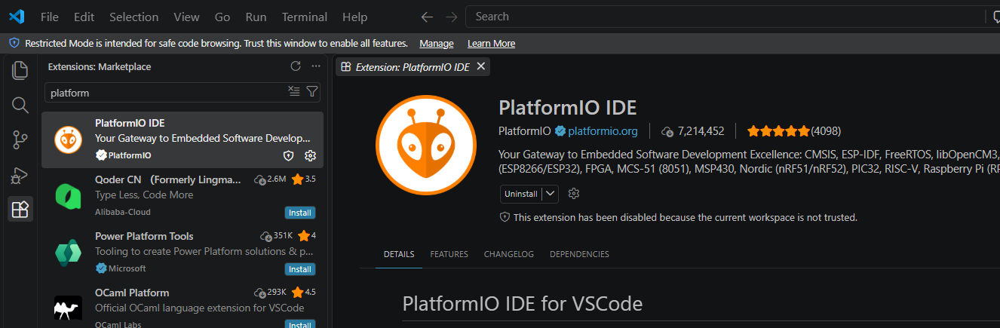 File Edit Selection View Go Run Terminal Help Search
Restricted Mode is intended for safe code browsing. Trust this window to enable all features. Manage Learn More
Extensions: Marketplace
platform
PlatformIO IDE
Your Gateway to Embedded Software Develop...
PlatformIO
Qoder CN （Formerly Lingma... 2.6M 3.5
Type Less, Code More
Alibaba-Cloud Install
Power Platform Tools 351K 4
Tooling to create Power Platform solutions & p...
Microsoft Install
OCaml Platform 293K 4.5
Official OCaml language extension for VSCode
OCaml Labs Install
Extension: PlatformIO IDE
PlatformIO IDE
PlatformIO platformio.org 7,214,452 (4098)
Your Gateway to Embedded Software Development Excellence: CMSIS, ESP-IDF, FreeRTOS, libOpenCM3,
(ESP8266/ESP32), FPGA, MCS-51 (8051), MSP430, Nordic (nRF51/nRF52), PIC32, RISC-V, Raspberry Pi (RP
Uninstall
This extension has been disabled because the current workspace is not trusted.
DETAILS FEATURES CHANGELOG DEPENDENCIES
PlatformIO IDE for VSCode